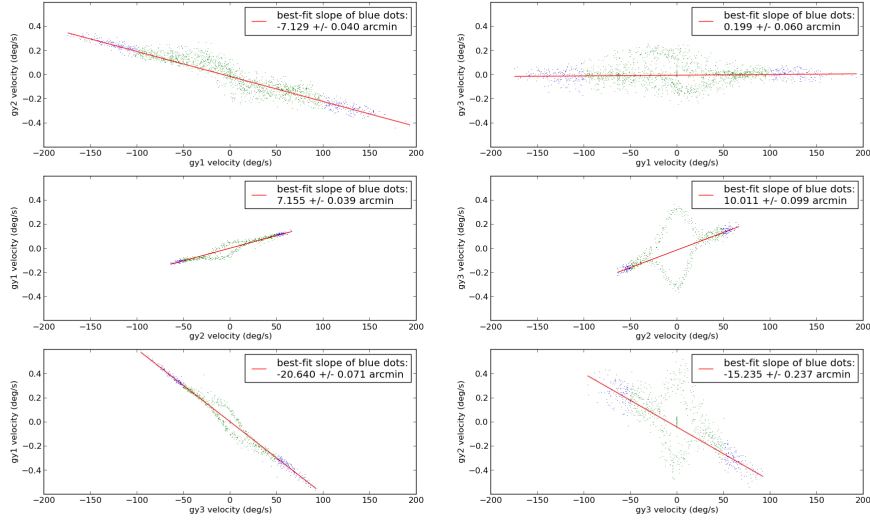 best-fit slope of blue dots:
-7.129 +/- 0.040 arcmin
gy2 velocity (deg/s)
0.4
0.2
0.0
−0.2
−0.4
−200 −150 −100 −50 0 50 100 150 200
gy1 velocity (deg/s)
best-fit slope of blue dots:
0.199 +/- 0.060 arcmin
gy3 velocity (deg/s)
0.4
0.2
0.0
−0.2
−0.4
−200 −150 −100 −50 0 50 100 150 200
gy1 velocity (deg/s)
best-fit slope of blue dots:
7.155 +/- 0.039 arcmin
gy1 velocity (deg/s)
0.4
0.2
0.0
−0.2
−0.4
−200 −150 −100 −50 0 50 100 150 200
gy2 velocity (deg/s)
best-fit slope of blue dots:
10.011 +/- 0.099 arcmin
gy3 velocity (deg/s)
0.4
0.2
0.0
−0.2
−0.4
−200 −150 −100 −50 0 50 100 150 200
gy2 velocity (deg/s)
best-fit slope of blue dots:
-20.640 +/- 0.071 arcmin
gy1 velocity (deg/s)
0.4
0.2
0.0
−0.2
−0.4
−200 −150 −100 −50 0 50 100 150 200
gy3 velocity (deg/s)
best-fit slope of blue dots:
-15.235 +/- 0.237 arcmin
gy2 velocity (deg/s)
0.4
0.2
0.0
−0.2
−0.4
−200 −150 −100 −50 0 50 100 150 200
gy3 velocity (deg/s)